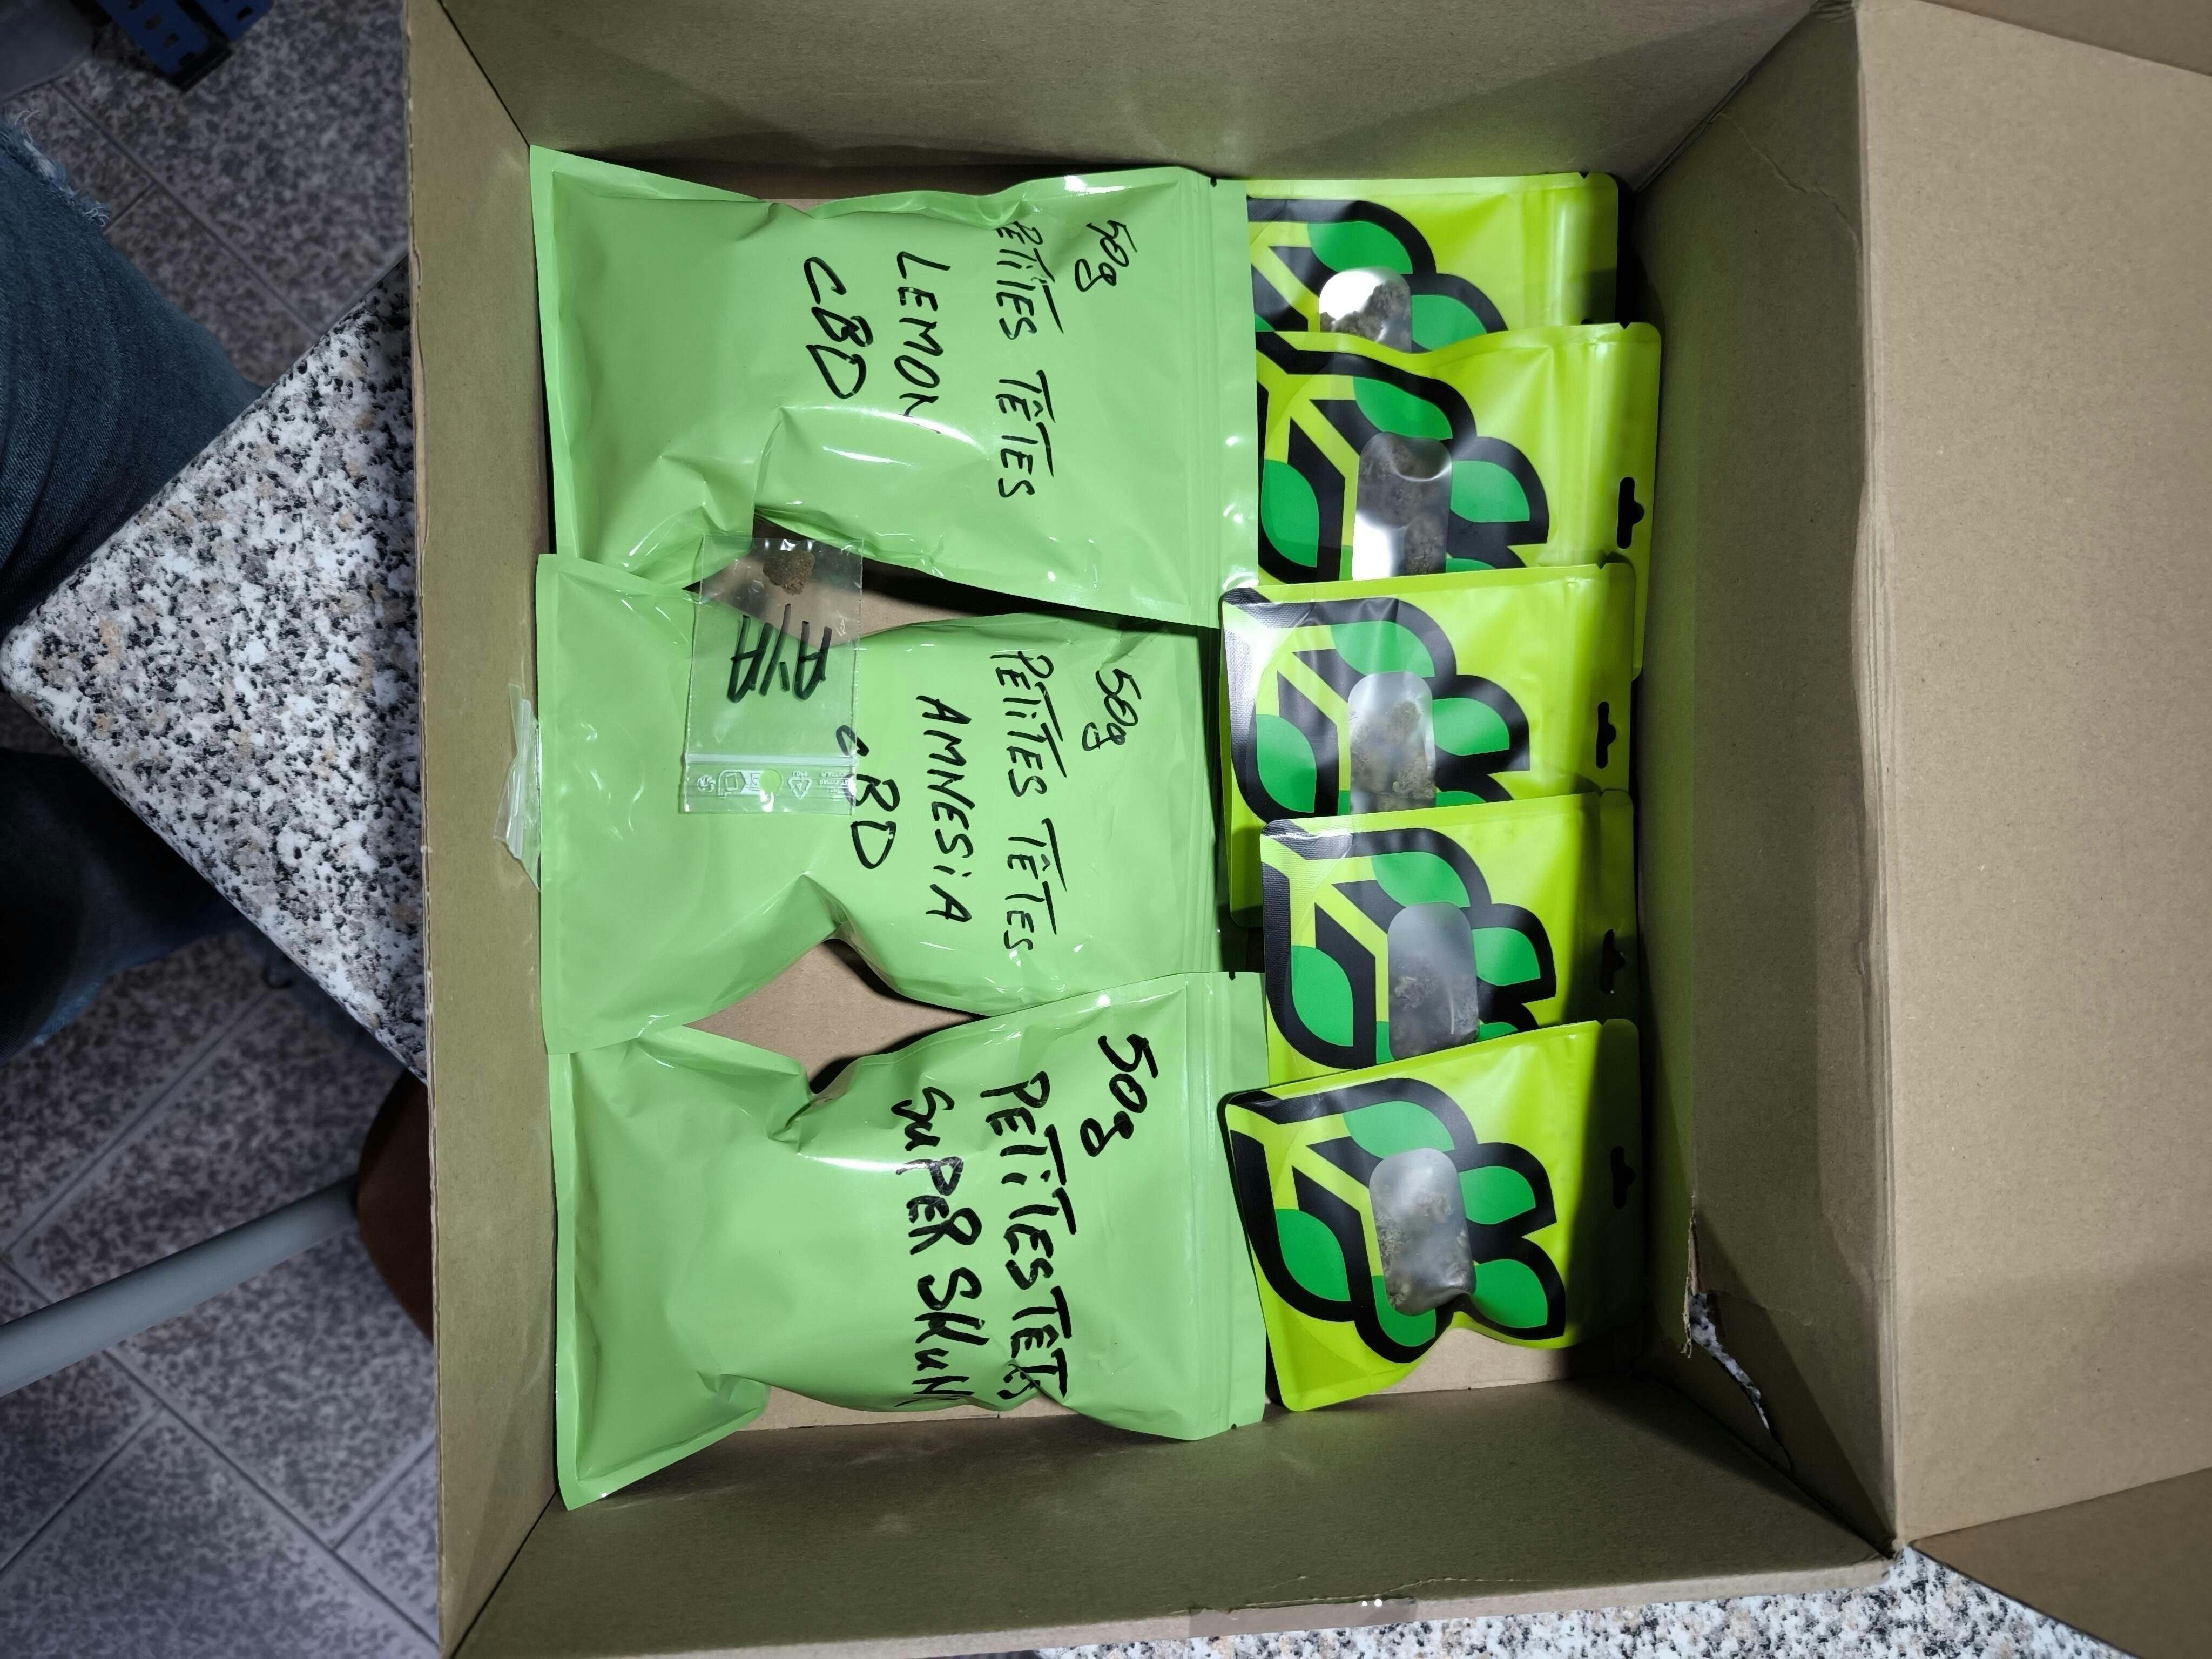 50g
PETiTES TÊTES
LEMON
CBD
AYA
50g
PETiTES TÊTES
AMNESiA
CBD
50g
PETiTES TÊTES
SUPER SKUNK